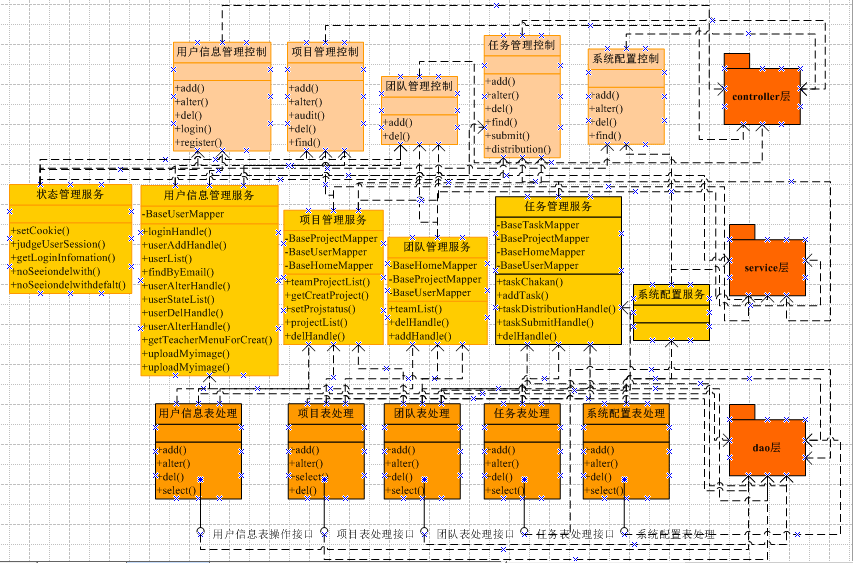 用户信息管理控制
+add()
+alter()
+del()
+login()
+register()
项目管理控制
+add()
+alter()
+audit()
+del()
+find()
团队管理控制
+add()
+del()
任务管理控制
+add()
+alter()
+del()
+find()
+submit()
+distribution()
系统配置控制
+add()
+alter()
+del()
+find()
controller层
状态管理服务
+setCookie()
+judgeUserSession()
+getLoginInfomation()
+noSeeiondelwith()
+noSeeiondelwithdefalt()
用户信息管理服务
-BaseUserMapper
+loginHandle()
+userAddHandle()
+userList()
+findByEmail()
+userAlterHandle()
+userStateList()
+userDelHandle()
+userAlterHandle()
+getTeacherMenuForCreat()
+uploadMyimage()
+uploadMyimage()
项目管理服务
-BaseProjectMapper
-BaseUserMapper
-BaseHomeMapper
+teamProjectList()
+getCreatProject()
+setProjstatus()
+projectList()
+delHandle()
团队管理服务
-BaseHomeMapper
-BaseProjectMapper
-BaseUserMapper
+teamList()
+delHandle()
+addHandle()
任务管理服务
-BaseTaskMapper
-BaseProjectMapper
-BaseHomeMapper
-BaseUserMapper
+taskChakan()
+addTask()
+taskDistributionHandle()
+taskSubmitHandle()
+delHandle()
系统配置服务
service层
用户信息表处理
+add()
+alter()
+del()
+select()
项目表处理
+add()
+alter()
+select()
+del()
团队表处理
+add()
+alter()
+del()
+select()
任务表处理
+add()
+alter()
+del()
+select()
系统配置表处理
+add()
+alter()
+del()
+select()
dao层
用户信息表操作接口
项目表处理接口
团队表处理接口
任务表处理接口
系统配置表处理